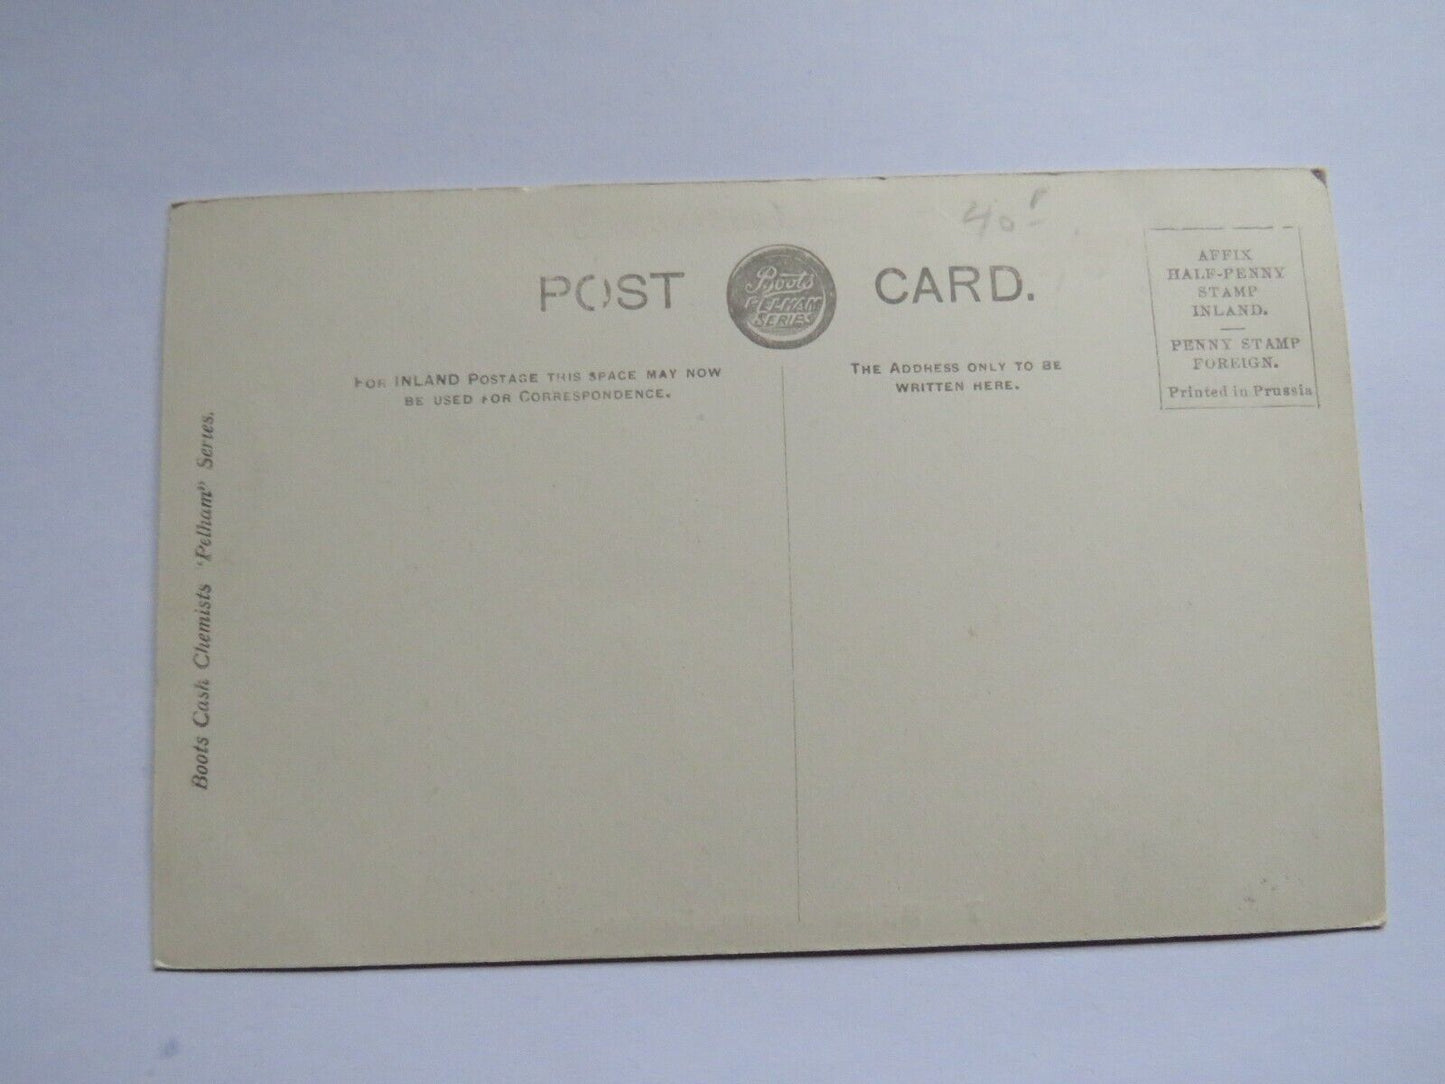 40
POST CARD.
Boots
PELHAM
SERIES
AFFIX
HALF-PENNY
STAMP
INLAND.
PENNY STAMP
FOREIGN.
Printed in Prussia
FOR INLAND POSTAGE THIS SPACE MAY NOW
BE USED FOR CORRESPONDENCE.
THE ADDRESS ONLY TO BE
WRITTEN HERE.
Boots Cash Chemists "Pelham" Series.